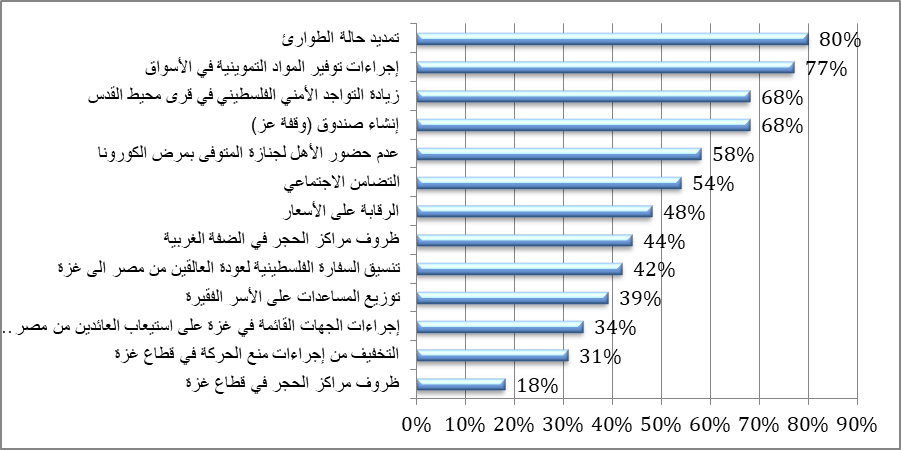 تمديد حالة الطوارئ 80%
إجراءات توفير المواد التموينية في الأسواق 77%
زيادة التواجد الأمني الفلسطيني في قرى محيط القدس 68%
إنشاء صندوق (وقفة عز) 68%
عدم حضور الأهل لجنازة المتوفى بمرض الكورونا 58%
التضامن الاجتماعي 54%
الرقابة على الأسعار 48%
ظروف مراكز الحجر في الضفة الغربية 44%
تنسيق السفارة الفلسطينية لعودة العالقين من مصر الى غزة 42%
توزيع المساعدات على الأسر الفقيرة 39%
إجراءات الجهات القائمة في غزة على استيعاب العائدين من مصر .. 34%
التخفيف من إجراءات منع الحركة في قطاع غزة 31%
ظروف مراكز الحجر في قطاع غزة 18%
0% 10% 20% 30% 40% 50% 60% 70% 80% 90%